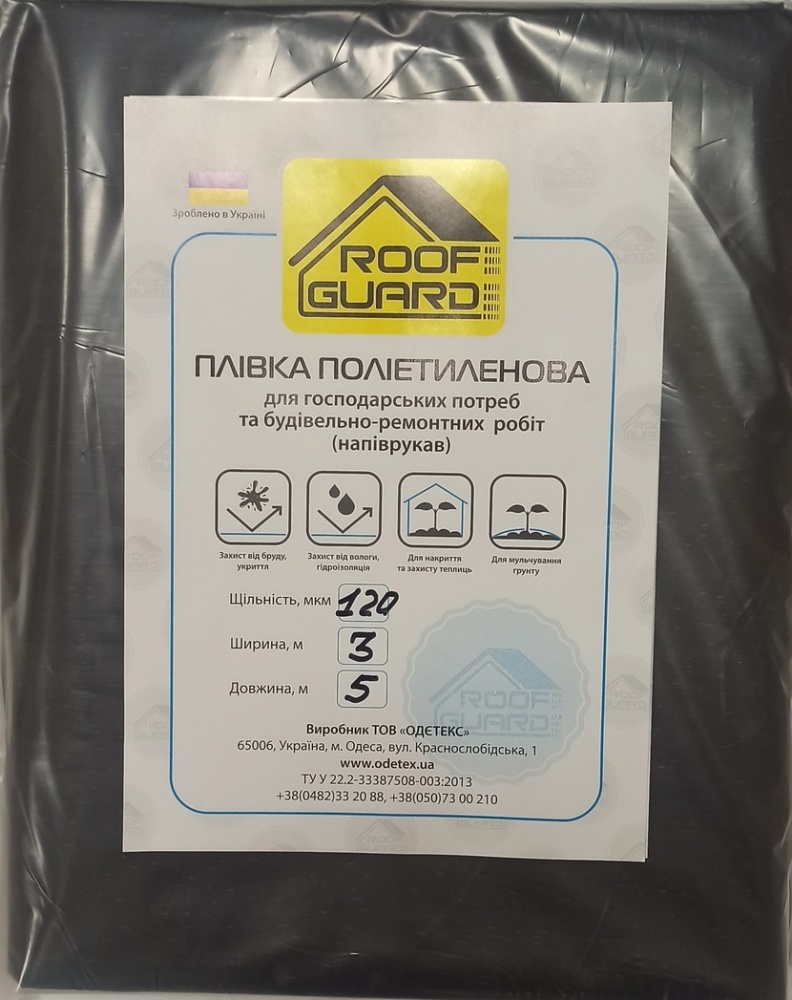 Зроблено в Україні
ROOF
GUARD
ПЛІВКА ПОЛІЕТИЛЕНОВА
для господарських потреб
та будівельно-ремонтних робіт
(напіврукав)
Захист від бруду,
укриття
Захист від вологи,
гідроізоляція
Для накриття
та захисту теплиць
Для мульчування
грунту
Щільність, мкм 120
Ширина, м 3
Довжина, м 5
ROOF
GUARD
Виробник ТОВ «ОДЄТЕКС»
65006, Україна, м. Одеса, вул. Краснослобідська, 1
www.odetex.ua
ТУ У 22.2-33387508-003:2013
+38(0482)33 20 88, +38(050)73 00 210